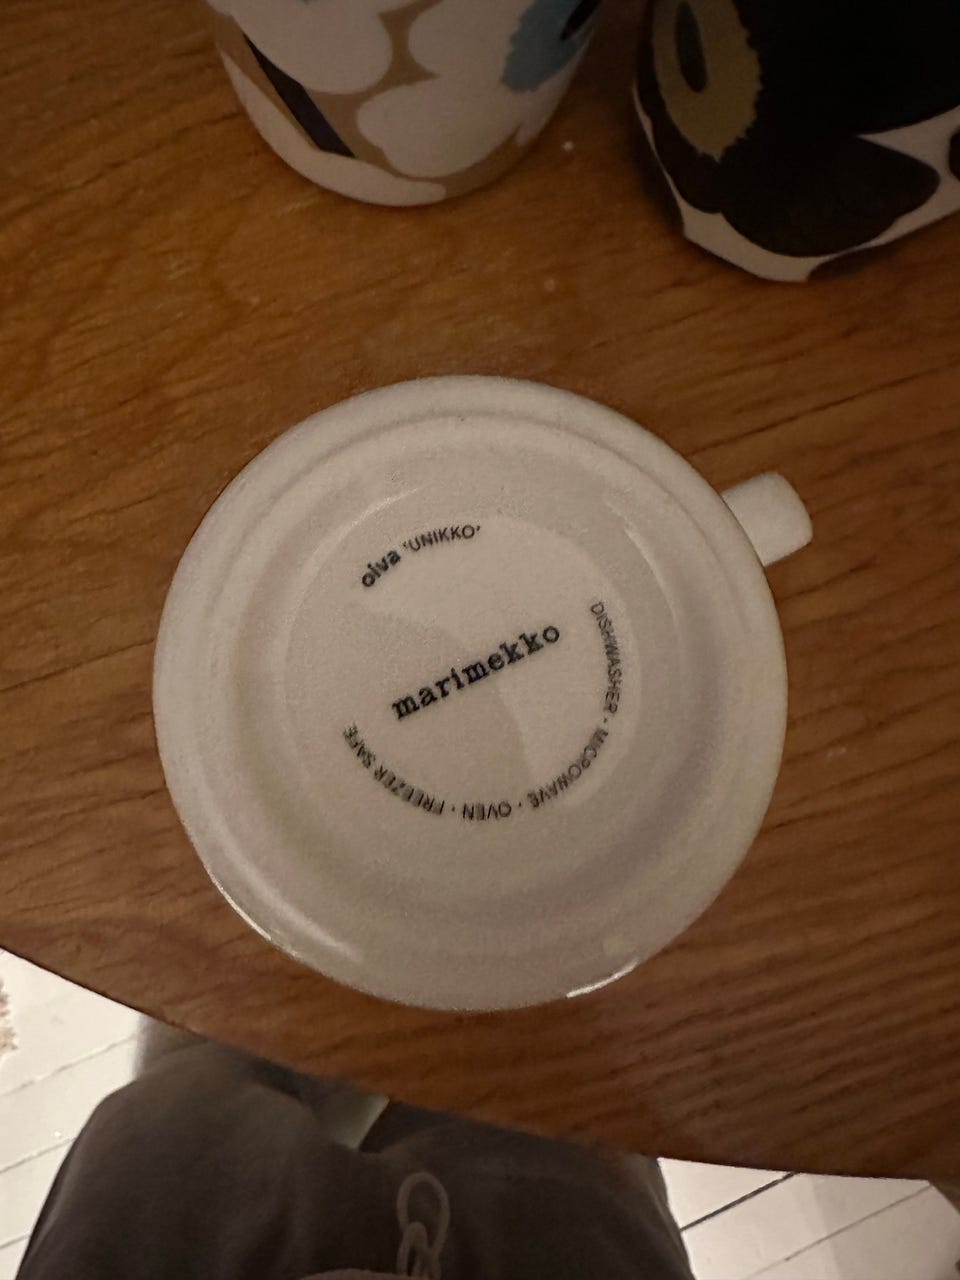 oiva 'UNIKKO'
marimekko
DISHWASHER · MICROWAVE · OVEN · FREEZER SAFE